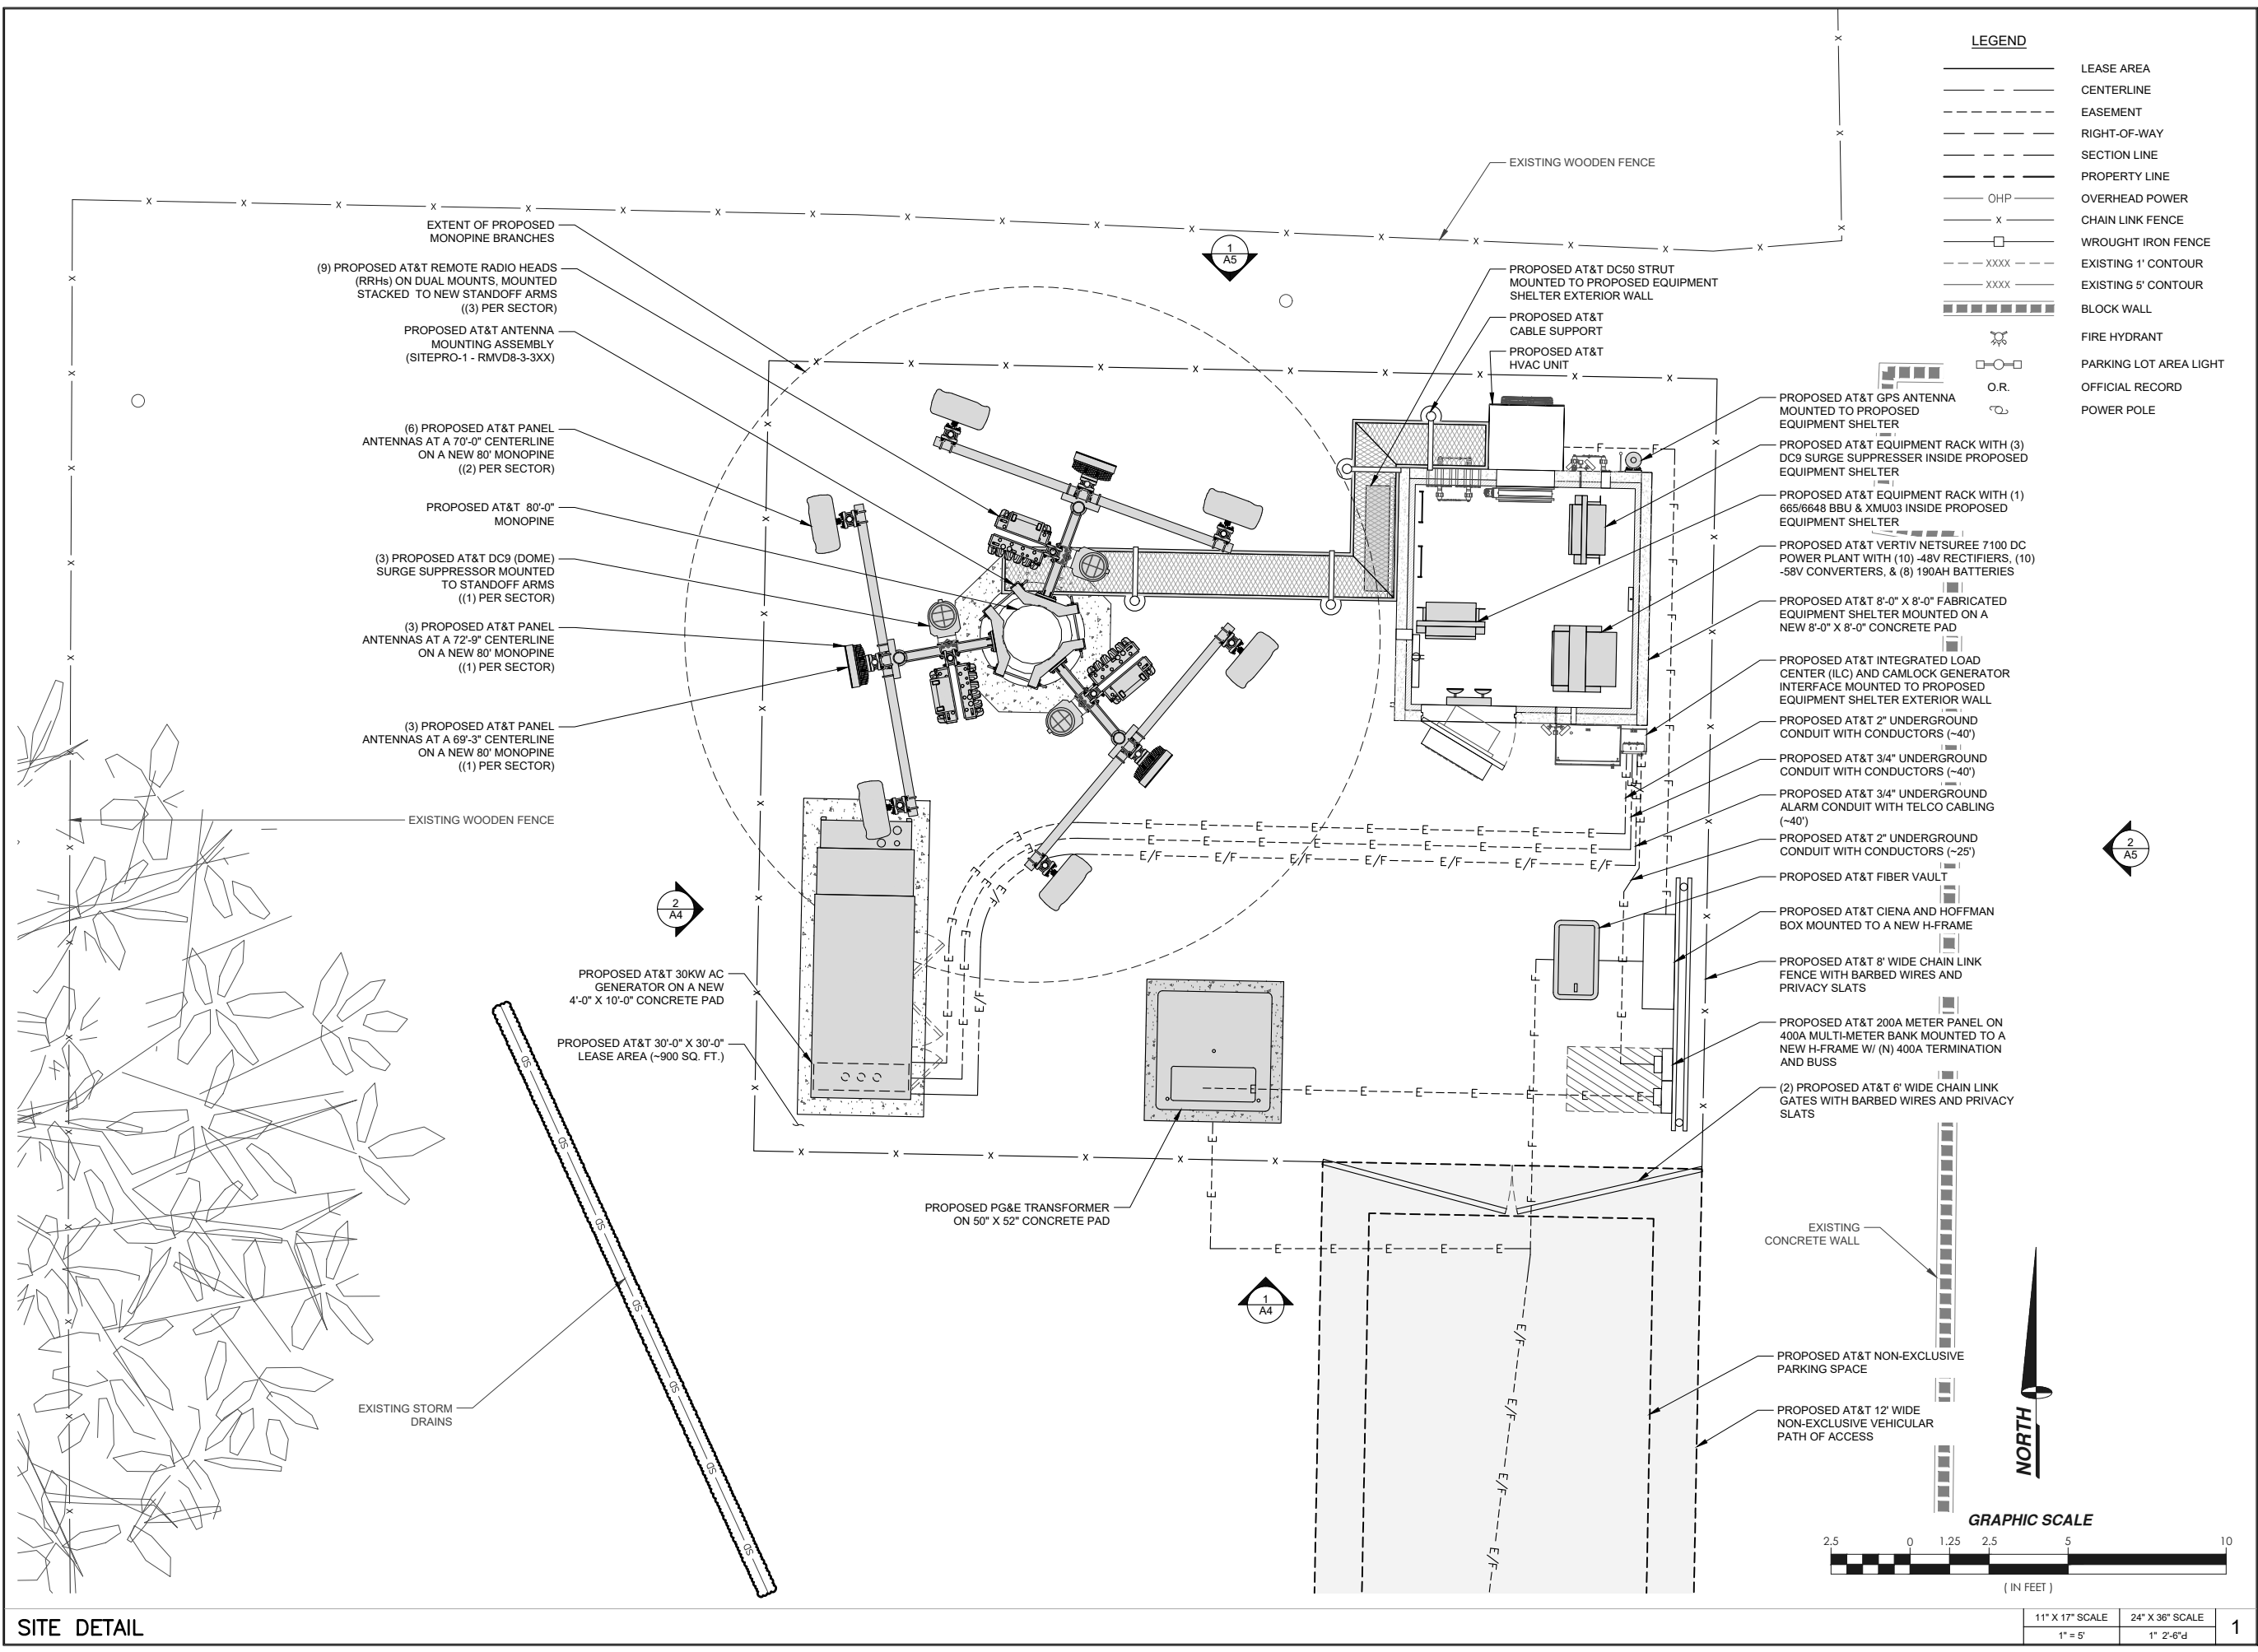 LEGEND
LEASE AREA
CENTERLINE
EASEMENT
RIGHT-OF-WAY
SECTION LINE
PROPERTY LINE
OHP OVERHEAD POWER
X CHAIN LINK FENCE
WROUGHT IRON FENCE
XXXX EXISTING 1' CONTOUR
XXXX EXISTING 5' CONTOUR
BLOCK WALL
FIRE HYDRANT
PARKING LOT AREA LIGHT
O.R. OFFICIAL RECORD
POWER POLE
EXISTING WOODEN FENCE
1
A5
EXTENT OF PROPOSED
MONOPINE BRANCHES
(9) PROPOSED AT&T REMOTE RADIO HEADS
(RRHs) ON DUAL MOUNTS, MOUNTED
STACKED TO NEW STANDOFF ARMS
((3) PER SECTOR)
PROPOSED AT&T ANTENNA
MOUNTING ASSEMBLY
(SITEPRO-1 - RMVD8-3-3XX)
(6) PROPOSED AT&T PANEL
ANTENNAS AT A 70'-0" CENTERLINE
ON A NEW 80' MONOPINE
((2) PER SECTOR)
PROPOSED AT&T 80'-0"
MONOPINE
(3) PROPOSED AT&T DC9 (DOME)
SURGE SUPPRESSOR MOUNTED
TO STANDOFF ARMS
((1) PER SECTOR)
(3) PROPOSED AT&T PANEL
ANTENNAS AT A 72'-9" CENTERLINE
ON A NEW 80' MONOPINE
((1) PER SECTOR)
(3) PROPOSED AT&T PANEL
ANTENNAS AT A 69'-3" CENTERLINE
ON A NEW 80' MONOPINE
((1) PER SECTOR)
EXISTING WOODEN FENCE
2
A4
PROPOSED AT&T 30KW AC
GENERATOR ON A NEW
4'-0" X 10'-0" CONCRETE PAD
PROPOSED AT&T 30'-0" X 30'-0"
LEASE AREA (~900 SQ. FT.)
PROPOSED PG&E TRANSFORMER
ON 50" X 52" CONCRETE PAD
1
A4
EXISTING STORM
DRAINS
SD
SD
SD
SD
SD
SD
SD
PROPOSED AT&T DC50 STRUT
MOUNTED TO PROPOSED EQUIPMENT
SHELTER EXTERIOR WALL
PROPOSED AT&T
CABLE SUPPORT
PROPOSED AT&T
HVAC UNIT
PROPOSED AT&T GPS ANTENNA
MOUNTED TO PROPOSED
EQUIPMENT SHELTER
PROPOSED AT&T EQUIPMENT RACK WITH (3)
DC9 SURGE SUPPRESSER INSIDE PROPOSED
EQUIPMENT SHELTER
PROPOSED AT&T EQUIPMENT RACK WITH (1)
665/6648 BBU & XMU03 INSIDE PROPOSED
EQUIPMENT SHELTER
PROPOSED AT&T VERTIV NETSUREE 7100 DC
POWER PLANT WITH (10) -48V RECTIFIERS, (10)
-58V CONVERTERS, & (8) 190AH BATTERIES
PROPOSED AT&T 8'-0" X 8'-0" FABRICATED
EQUIPMENT SHELTER MOUNTED ON A
NEW 8'-0" X 8'-0" CONCRETE PAD
PROPOSED AT&T INTEGRATED LOAD
CENTER (ILC) AND CAMLOCK GENERATOR
INTERFACE MOUNTED TO PROPOSED
EQUIPMENT SHELTER EXTERIOR WALL
PROPOSED AT&T 2" UNDERGROUND
CONDUIT WITH CONDUCTORS (~40')
PROPOSED AT&T 3/4" UNDERGROUND
CONDUIT WITH CONDUCTORS (~40')
PROPOSED AT&T 3/4" UNDERGROUND
ALARM CONDUIT WITH TELCO CABLING
(~40')
PROPOSED AT&T 2" UNDERGROUND
CONDUIT WITH CONDUCTORS (~25')
PROPOSED AT&T FIBER VAULT
PROPOSED AT&T CIENA AND HOFFMAN
BOX MOUNTED TO A NEW H-FRAME
PROPOSED AT&T 8' WIDE CHAIN LINK
FENCE WITH BARBED WIRES AND
PRIVACY SLATS
PROPOSED AT&T 200A METER PANEL ON
400A MULTI-METER BANK MOUNTED TO A
NEW H-FRAME W/ (N) 400A TERMINATION
AND BUSS
(2) PROPOSED AT&T 6' WIDE CHAIN LINK
GATES WITH BARBED WIRES AND PRIVACY
SLATS
2
A5
EXISTING
CONCRETE WALL
PROPOSED AT&T NON-EXCLUSIVE
PARKING SPACE
PROPOSED AT&T 12' WIDE
NON-EXCLUSIVE VEHICULAR
PATH OF ACCESS
E E E E E E E E E
E E E E E E E E E
E/F E/F E/F E/F E/F E/F E/F
E E E E E E E
E E E E E
E/F
E/F
E/F
E/F
NORTH
GRAPHIC SCALE
2.5 0 1.25 2.5 5 10
( IN FEET )
SITE DETAIL
11" X 17" SCALE 24" X 36" SCALE
1" = 5' 1" 2'-6"d
1